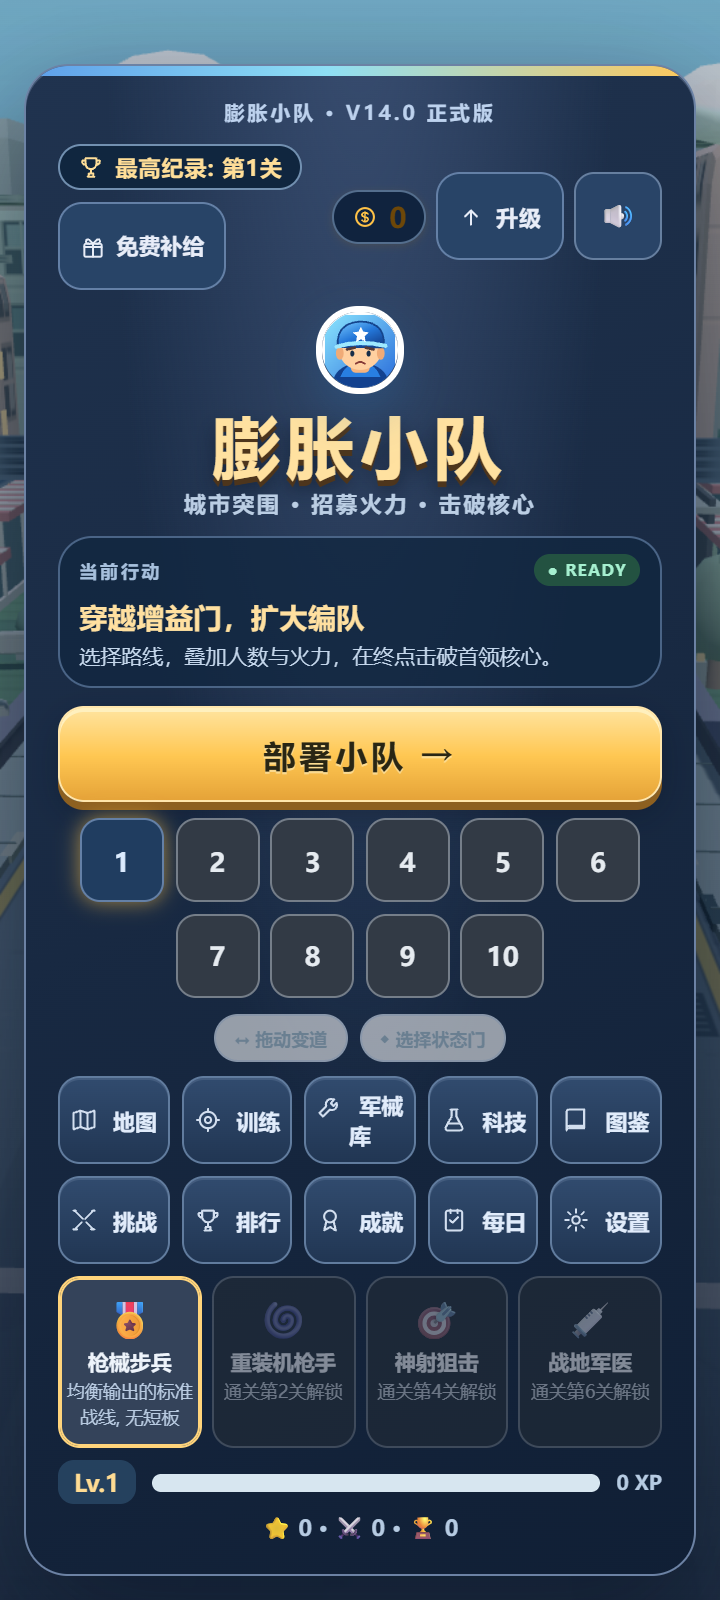 膨胀小队 • V14.0 正式版
最高纪录: 第1关
免费补给
0
升级
膨胀小队
城市突围 • 招募火力 • 击破核心
当前行动
● READY
穿越增益门，扩大编队
选择路线，叠加人数与火力，在终点击破首领核心。
部署小队 →
1 2 3 4 5 6
7 8 9 10
↔ 拖动变道
◆ 选择状态门
地图 训练 军械库 科技 图鉴
挑战 排行 成就 每日 设置
枪械步兵
均衡输出的标准
战线, 无短板
重装机枪手
通关第2关解锁
神射狙击
通关第4关解锁
战地军医
通关第6关解锁
Lv.1
0 XP
⭐ 0 • ⚔️ 0 • 🏆 0